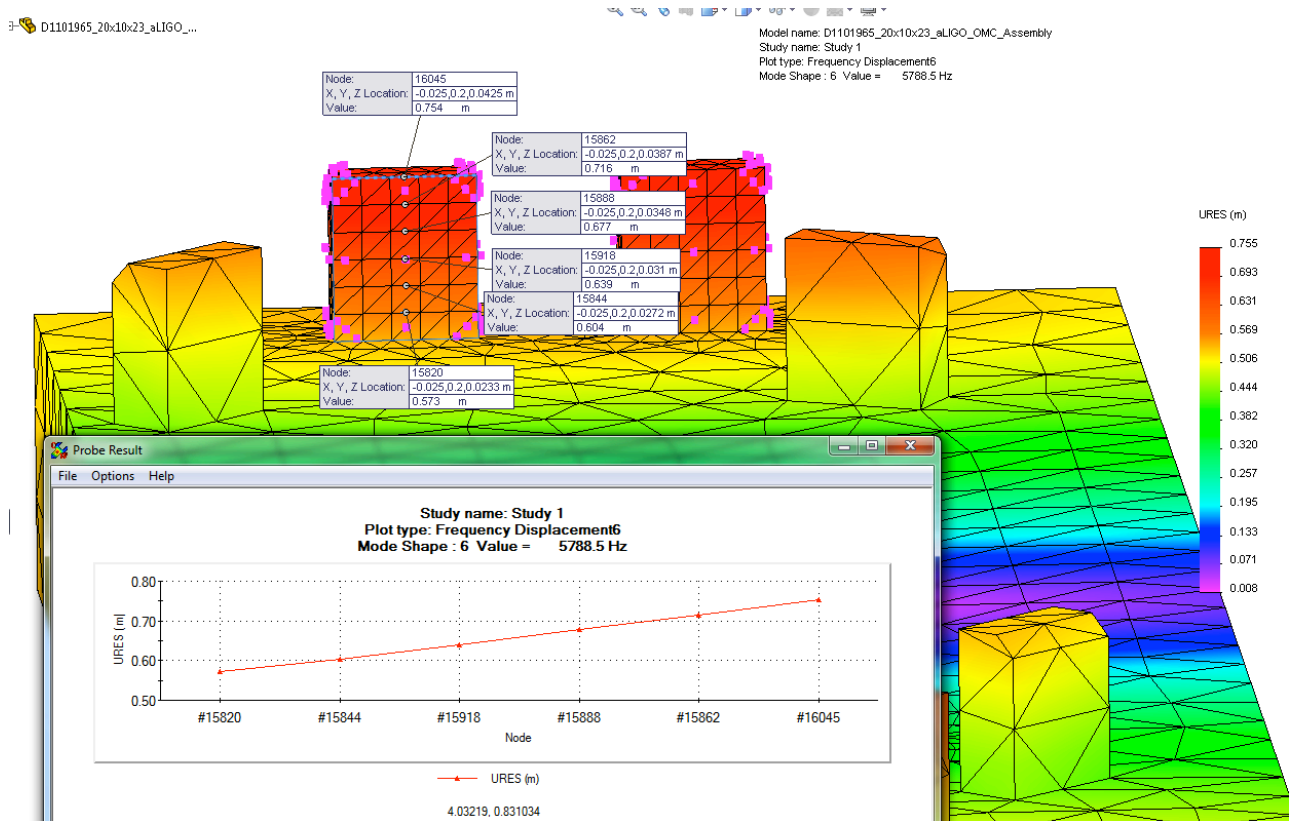 D1101965_20x10x23_aLIGO_...
Model name: D1101965_20x10x23_aLIGO_OMC_Assembly
Study name: Study 1
Plot type: Frequency Displacement6
Mode Shape : 6 Value = 5788.5 Hz
Node: 16045
X, Y, Z Location: -0.025,0.2,0.0425 m
Value: 0.754 m
Node: 15862
X, Y, Z Location: -0.025,0.2,0.0387 m
Value: 0.716 m
Node: 15888
X, Y, Z Location: -0.025,0.2,0.0348 m
Value: 0.677 m
Node: 15918
X, Y, Z Location: -0.025,0.2,0.031 m
Value: 0.639 m
Node: 15844
X, Y, Z Location: -0.025,0.2,0.0272 m
Value: 0.604 m
Node: 15820
X, Y, Z Location: -0.025,0.2,0.0233 m
Value: 0.573 m
URES (m)
0.755
0.693
0.631
0.569
0.506
0.444
0.382
0.320
0.257
0.195
0.133
0.071
0.008
Probe Result
File Options Help
Study name: Study 1
Plot type: Frequency Displacement6
Mode Shape : 6 Value = 5788.5 Hz
0.80
0.70
0.60
0.50
URES (m)
#15820 #15844 #15918 #15888 #15862 #16045
Node
URES (m)
4.03219, 0.831034